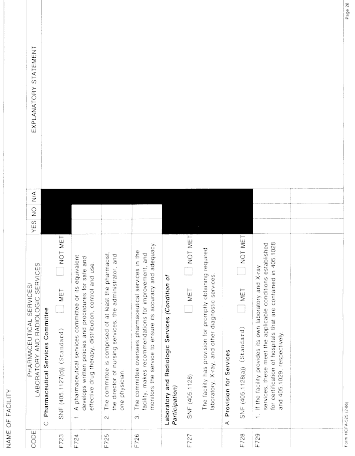 NAME OF FACILITY
CODE
PHARMACEUTICAL SERVICES/
LABORATORY AND RADIOLOGIC SERVICES
YES NO N/A
EXPLANATORY STATEMENT
C. Pharmaceutical Services Committee
F723 SNF (405.1127(d)) (Standard) MET NOT MET
F724 1. A pharmaceutical services committee or its equivalent
develops written policies and procedures for safe and
effective drug therapy, distribution, control and use.
F725 2. The committee is comprised of at least the pharmacist,
the director of nursing services, the administrator, and
one physician.
F726 3. The committee oversees pharmaceutical services in the
facility, makes recommendations for improvement, and
monitors the service to ensure its accuracy and adequacy.
Laboratory and Radiologic Services (Condition of
Participation)
F727 SNF (405.1128) MET NOT MET
The facility has provision for promptly obtaining required
laboratory, X-ray, and other diagnostic services.
A. Provision for Services
F728 SNF (405.1128(a)) (Standard) MET NOT MET
F729 1. If the facility provides its own laboratory and X-ray
services, these meet the applicable conditions established
for certification of hospitals that are contained in 405.1028
and 405.1029, respectively.
Page 26